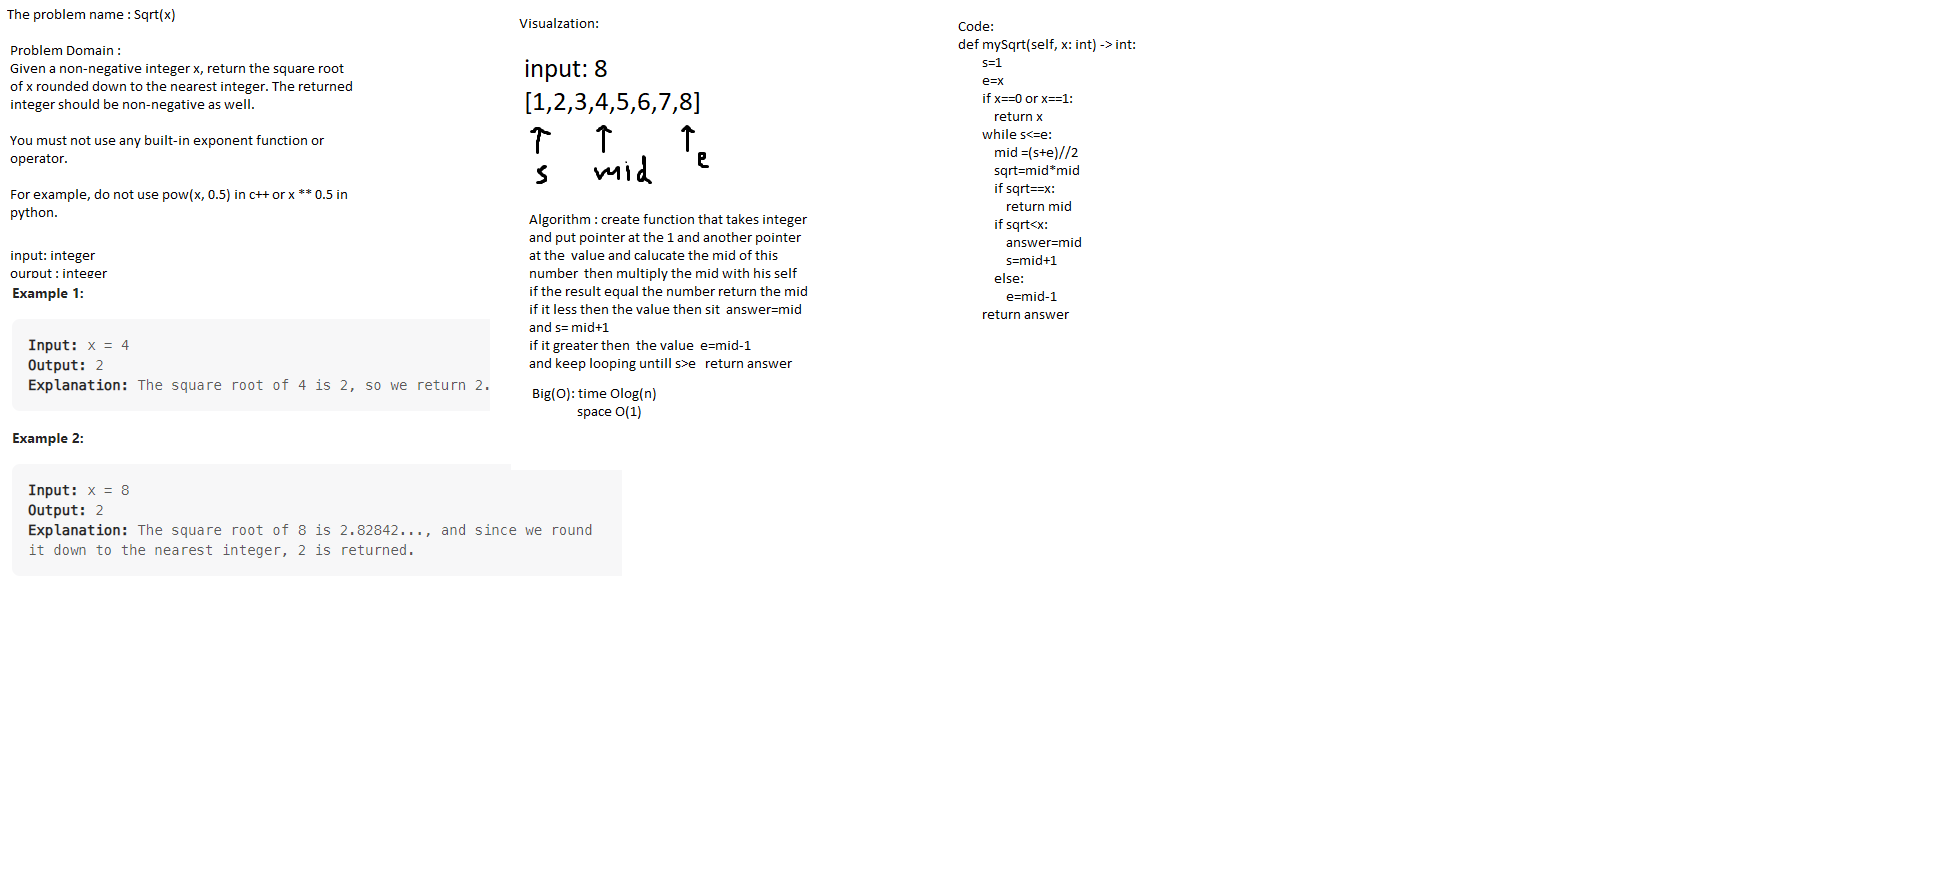 The problem name : Sqrt(x)
Problem Domain :
Given a non-negative integer x, return the square root
of x rounded down to the nearest integer. The returned
integer should be non-negative as well.
You must not use any built-in exponent function or
operator.
For example, do not use pow(x, 0.5) in c++ or x ** 0.5 in
python.
input: integer
ourput : integer
Example 1:
Input: x = 4
Output: 2
Explanation: The square root of 4 is 2, so we return 2.
Example 2:
Input: x = 8
Output: 2
Explanation: The square root of 8 is 2.82842..., and since we round
it down to the nearest integer, 2 is returned.
Visualzation:
input: 8
[1,2,3,4,5,6,7,8]
s mid e
Algorithm : create function that takes integer
and put pointer at the 1 and another pointer
at the value and calucate the mid of this
number then multiply the mid with his self
if the result equal the number return the mid
if it less then the value then sit answer=mid
and s= mid+1
if it greater then the value e=mid-1
and keep looping untill s>e return answer
Big(O): time Olog(n)
space O(1)
Code:
def mySqrt(self, x: int) -> int:
s=1
e=x
if x==0 or x==1:
return x
while s<=e:
mid =(s+e)//2
sqrt=mid*mid
if sqrt==x:
return mid
if sqrt<x:
answer=mid
s=mid+1
else:
e=mid-1
return answer